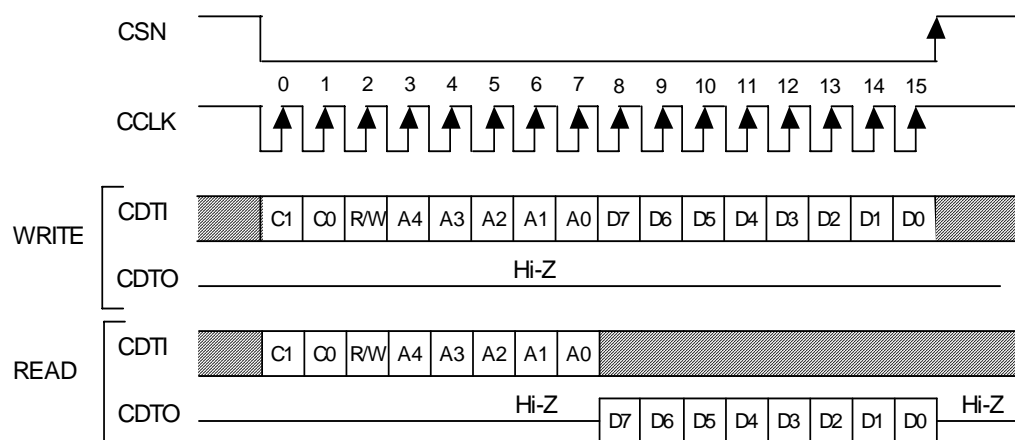 CSN
0 1 2 3 4 5 6 7 8 9 10 11 12 13 14 15
CCLK
WRITE
CDTI C1 C0 R/W A4 A3 A2 A1 A0 D7 D6 D5 D4 D3 D2 D1 D0
CDTO Hi-Z
READ
CDTI C1 C0 R/W A4 A3 A2 A1 A0
CDTO Hi-Z D7 D6 D5 D4 D3 D2 D1 D0 Hi-Z